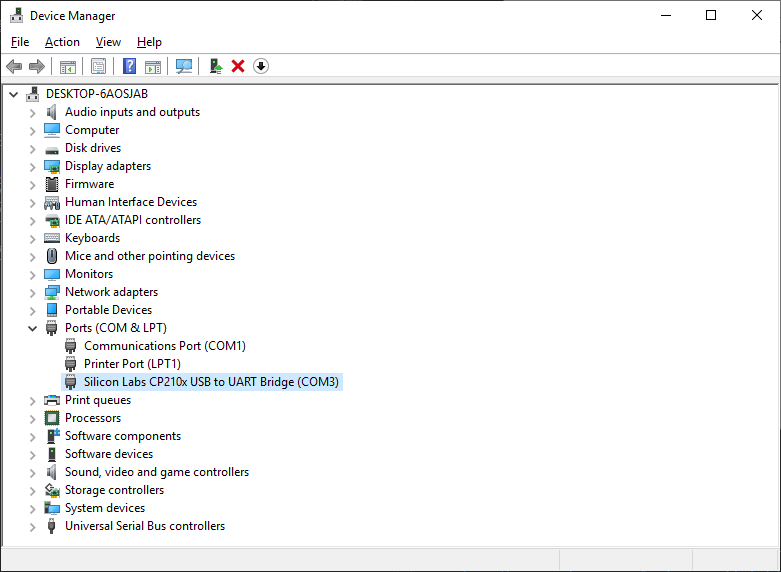 Device Manager
File Action View Help
DESKTOP-6AOSJAB
Audio inputs and outputs
Computer
Disk drives
Display adapters
Firmware
Human Interface Devices
IDE ATA/ATAPI controllers
Keyboards
Mice and other pointing devices
Monitors
Network adapters
Portable Devices
Ports (COM & LPT)
Communications Port (COM1)
Printer Port (LPT1)
Silicon Labs CP210x USB to UART Bridge (COM3)
Print queues
Processors
Software components
Software devices
Sound, video and game controllers
Storage controllers
System devices
Universal Serial Bus controllers